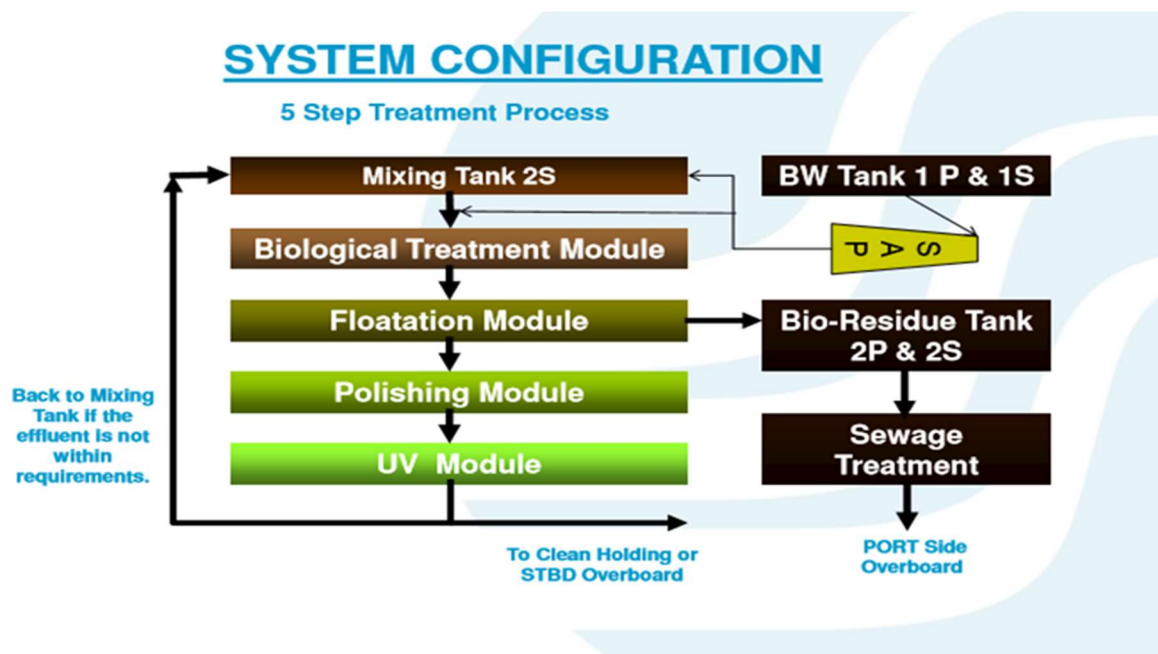 SYSTEM CONFIGURATION
5 Step Treatment Process
Mixing Tank 2S
BW Tank 1 P & 1S
SAP
Biological Treatment Module
Floatation Module
Bio-Residue Tank
2P & 2S
Polishing Module
Back to Mixing
Tank if the
effluent is not
within
requirements.
Sewage
Treatment
UV Module
To Clean Holding or
STBD Overboard
PORT Side
Overboard